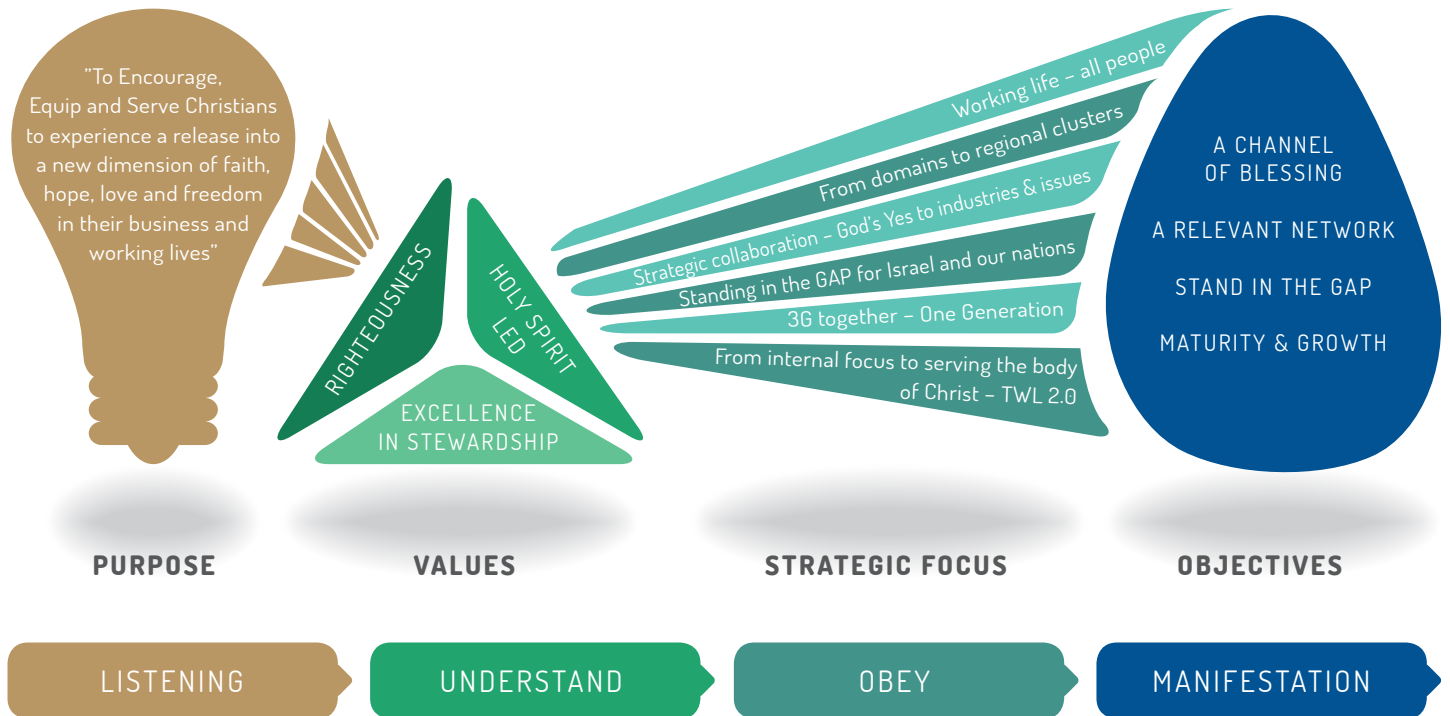 "To Encourage,
Equip and Serve Christians
to experience a release into
a new dimension of faith,
hope, love and freedom
in their business and
working lives"
RIGHTEOUSNESS
HOLY SPIRIT
LED
EXCELLENCE
IN STEWARDSHIP
Working life – all people
From domains to regional clusters
Strategic collaboration – God's Yes to industries & issues
Standing in the GAP for Israel and our nations
3G together – One Generation
From internal focus to serving the body
of Christ – TWL 2.0
A CHANNEL
OF BLESSING
A RELEVANT NETWORK
STAND IN THE GAP
MATURITY & GROWTH
PURPOSE
VALUES
STRATEGIC FOCUS
OBJECTIVES
LISTENING
UNDERSTAND
OBEY
MANIFESTATION